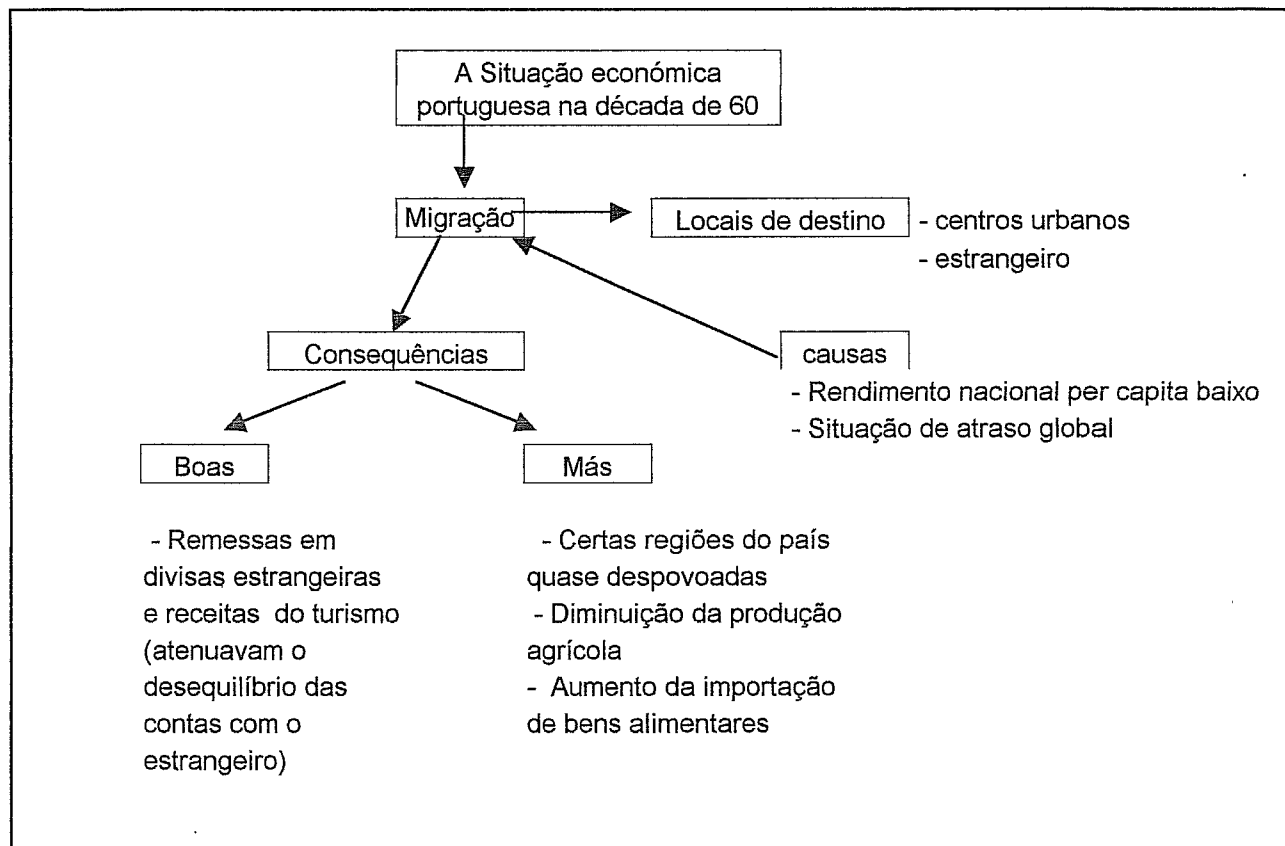 A Situação económica
portuguesa na década de 60
Migração
Locais de destino
- centros urbanos
- estrangeiro
Consequências
causas
- Rendimento nacional per capita baixo
- Situação de atraso global
Boas
Más
- Remessas em
divisas estrangeiras
e receitas do turismo
(atenuavam o
desequilíbrio das
contas com o
estrangeiro)
- Certas regiões do país
quase despovoadas
- Diminuição da produção
agrícola
- Aumento da importação
de bens alimentares